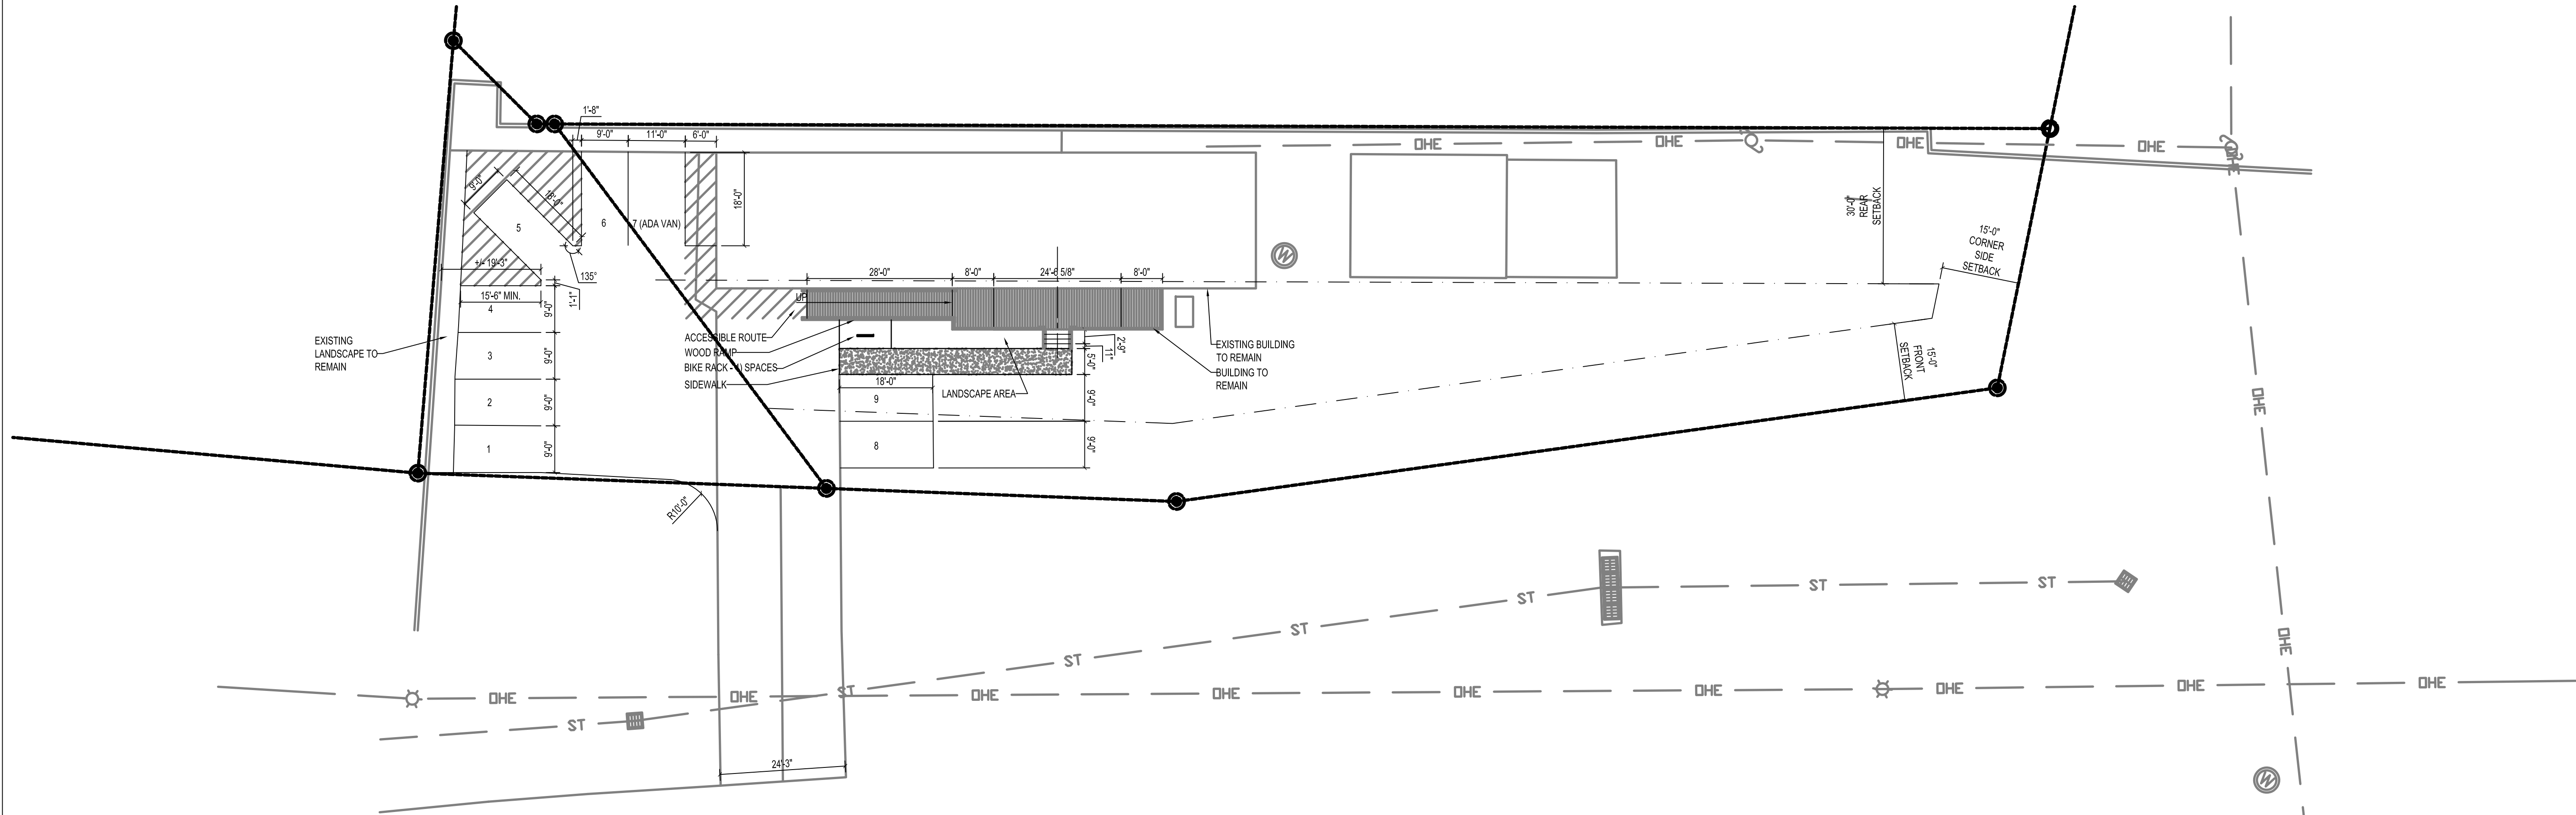 1'-8"
9'-0"
11'-0"
6'-0"
OHE
OHE
OHE
OHE
OHE
9'-0"
18'-0"
5
6
7 (ADA VAN)
18'-0"
30'-0"
REAR
SETBACK
15'-0"
CORNER
SIDE
SETBACK
W
+/- 19'-3"
135°
1'-1"
28'-0"
8'-0"
24'-6 5/8"
8'-0"
15'-6" MIN.
4
9'-0"
UP
EXISTING
LANDSCAPE TO
REMAIN
ACCESSIBLE ROUTE
WOOD RAMP
BIKE RACK - 4) SPACES
SIDEWALK
EXISTING BUILDING
TO REMAIN
BUILDING TO
REMAIN
2'-9"
11"
5'-0"
15'-0"
FRONT
SETBACK
3
9'-0"
18'-0"
LANDSCAPE AREA
9
9'-0"
2
9'-0"
8
9'-0"
1
9'-0"
R10'-0"
OHE
OHE
ST
ST
ST
ST
ST
ST
ST
OHE
OHE
OHE
OHE
OHE
OHE
OHE
OHE
OHE
24'-3"
W